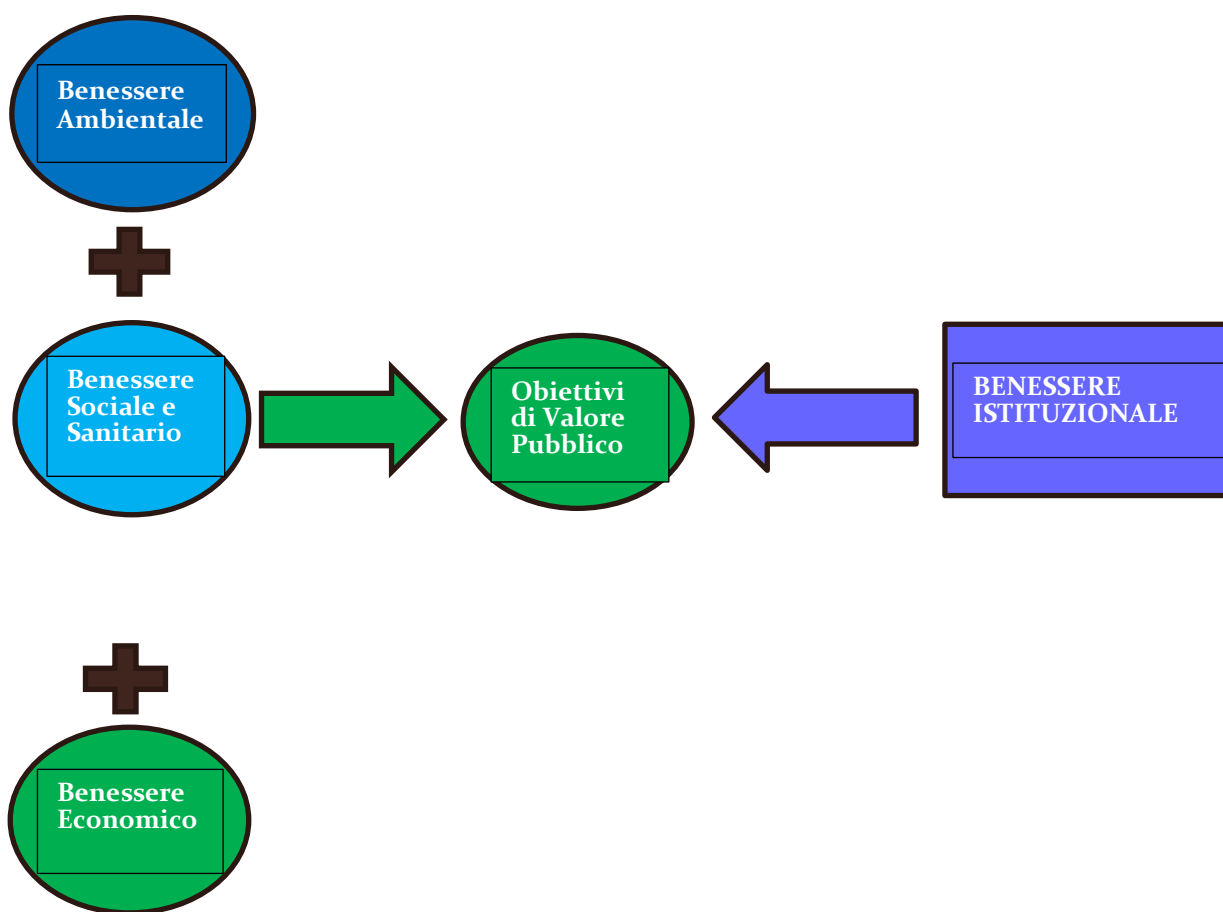 Benessere
Ambientale
Benessere
Sociale e
Sanitario
Obiettivi
di Valore
Pubblico
BENESSERE
ISTITUZIONALE
Benessere
Economico